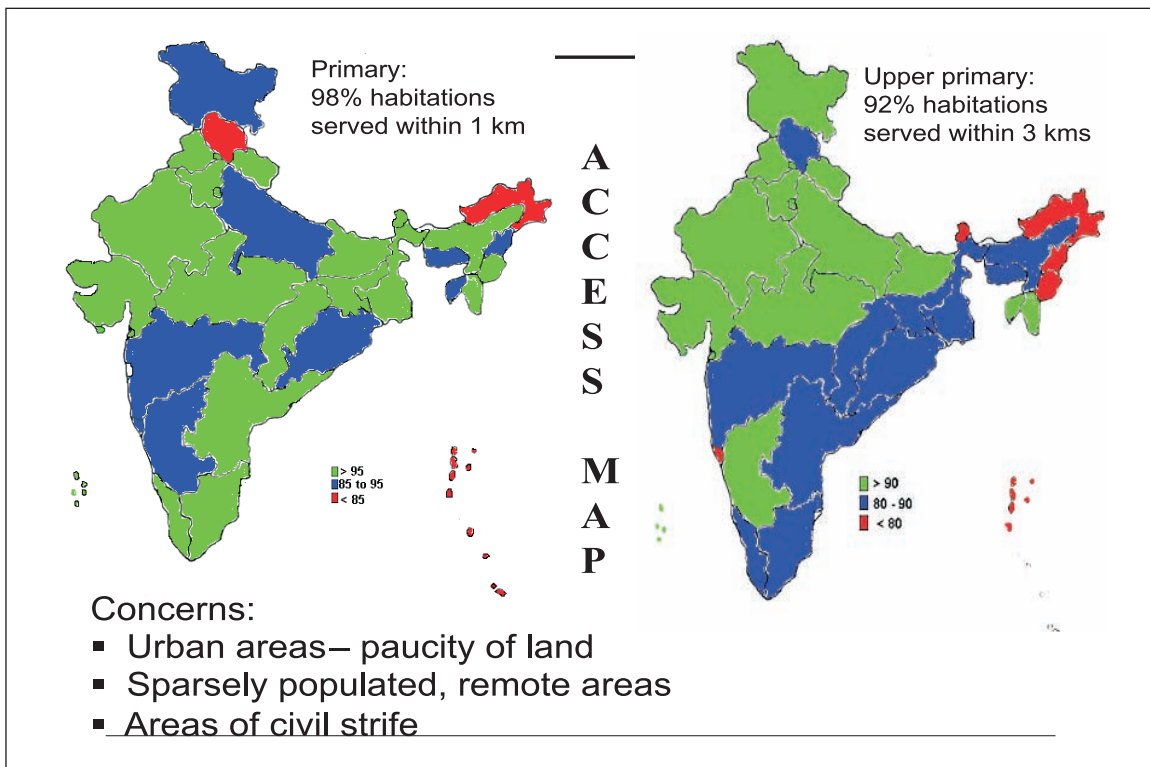 Primary:
98% habitations
served within 1 km
> 95
85 to 95
< 85
ACCESS MAP
Upper primary:
92% habitations
served within 3 kms
> 90
80 - 90
< 80
Concerns:
▪ Urban areas– paucity of land
▪ Sparsely populated, remote areas
▪ Areas of civil strife